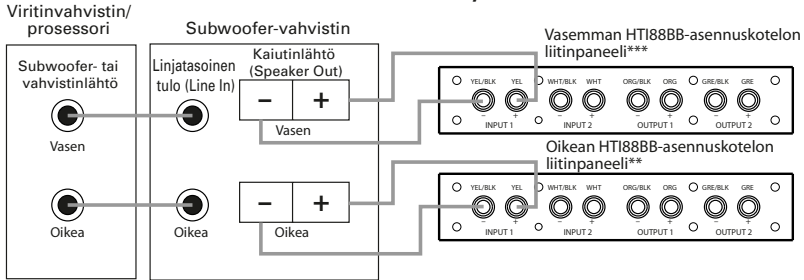 Viritinvahvistin/
prosessori
Subwoofer- tai
vahvistinlähtö
Vasen
Oikea
Subwoofer-vahvistin
Linjatasoinen
tulo (Line In)
Kaiutinlähtö
(Speaker Out)
– +
Vasen
Oikea
– +
Oikea
Vasemman HTI88BB-asennuskotelon
liitinpaneeli***
YEL/BLK YEL WHT/BLK WHT ORG/BLK ORG GRE/BLK GRE
– + – + – + – +
INPUT 1 INPUT 2 OUTPUT 1 OUTPUT 2
Oikean HTI88BB-asennuskotelon
liitinpaneeli**
YEL/BLK YEL WHT/BLK WHT ORG/BLK ORG GRE/BLK GRE
– + – + – + – +
INPUT 1 INPUT 2 OUTPUT 1 OUTPUT 2